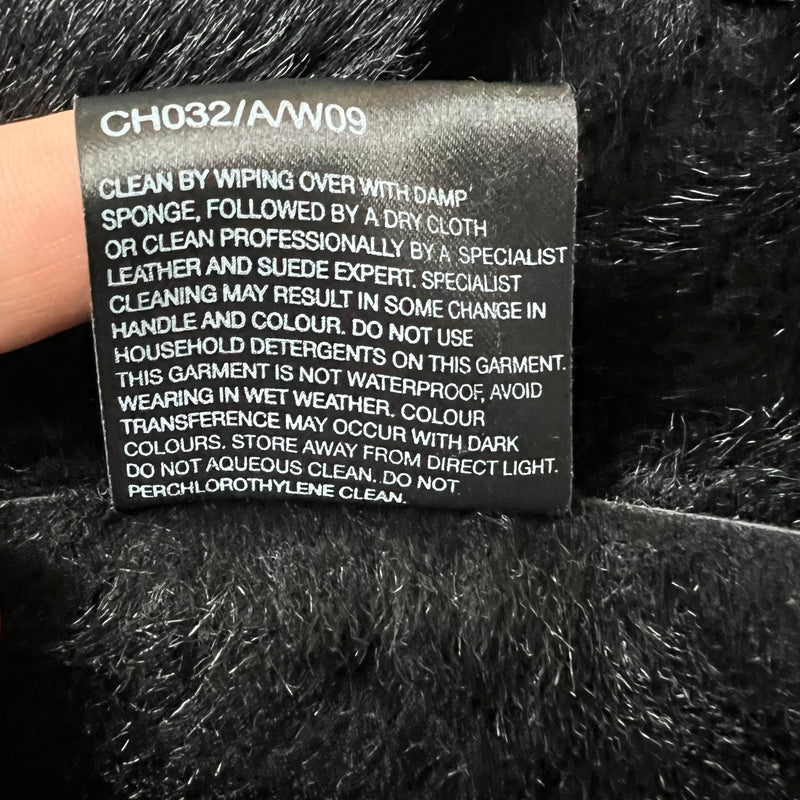 CH032/A/W09
CLEAN BY WIPING OVER WITH DAMP
SPONGE, FOLLOWED BY A DRY CLOTH
OR CLEAN PROFESSIONALLY BY A SPECIALIST
LEATHER AND SUEDE EXPERT. SPECIALIST
CLEANING MAY RESULT IN SOME CHANGE IN
HANDLE AND COLOUR. DO NOT USE
HOUSEHOLD DETERGENTS ON THIS GARMENT.
THIS GARMENT IS NOT WATERPROOF, AVOID
WEARING IN WET WEATHER. COLOUR
TRANSFERENCE MAY OCCUR WITH DARK
COLOURS. STORE AWAY FROM DIRECT LIGHT.
DO NOT AQUEOUS CLEAN. DO NOT
PERCHLOROTHYLENE CLEAN.